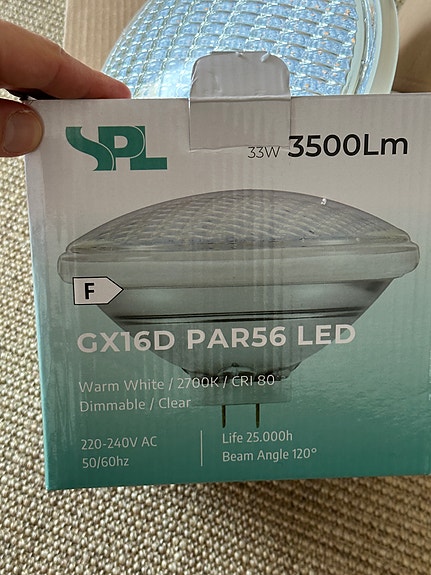 SPL
33W 3500Lm
F
GX16D PAR56 LED
Warm White / 2700K / CRI 80
Dimmable / Clear
220-240V AC
50/60hz
Life 25.000h
Beam Angle 120°